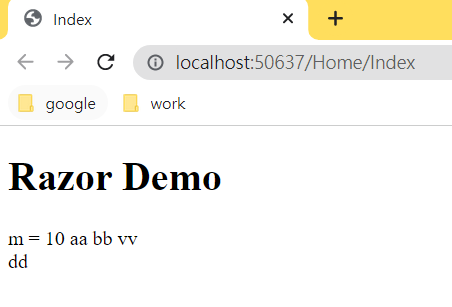 Index
localhost:50637/Home/Index
google work
Razor Demo
m = 10 aa bb vv
dd